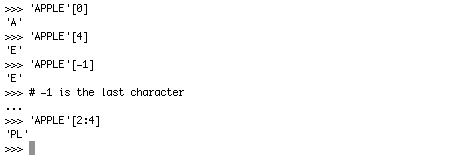 >>> 'APPLE'[0]
'A'
>>> 'APPLE'[4]
'E'
>>> 'APPLE'[-1]
'E'
>>> # -1 is the last character
...
>>> 'APPLE'[2:4]
'PL'
>>>